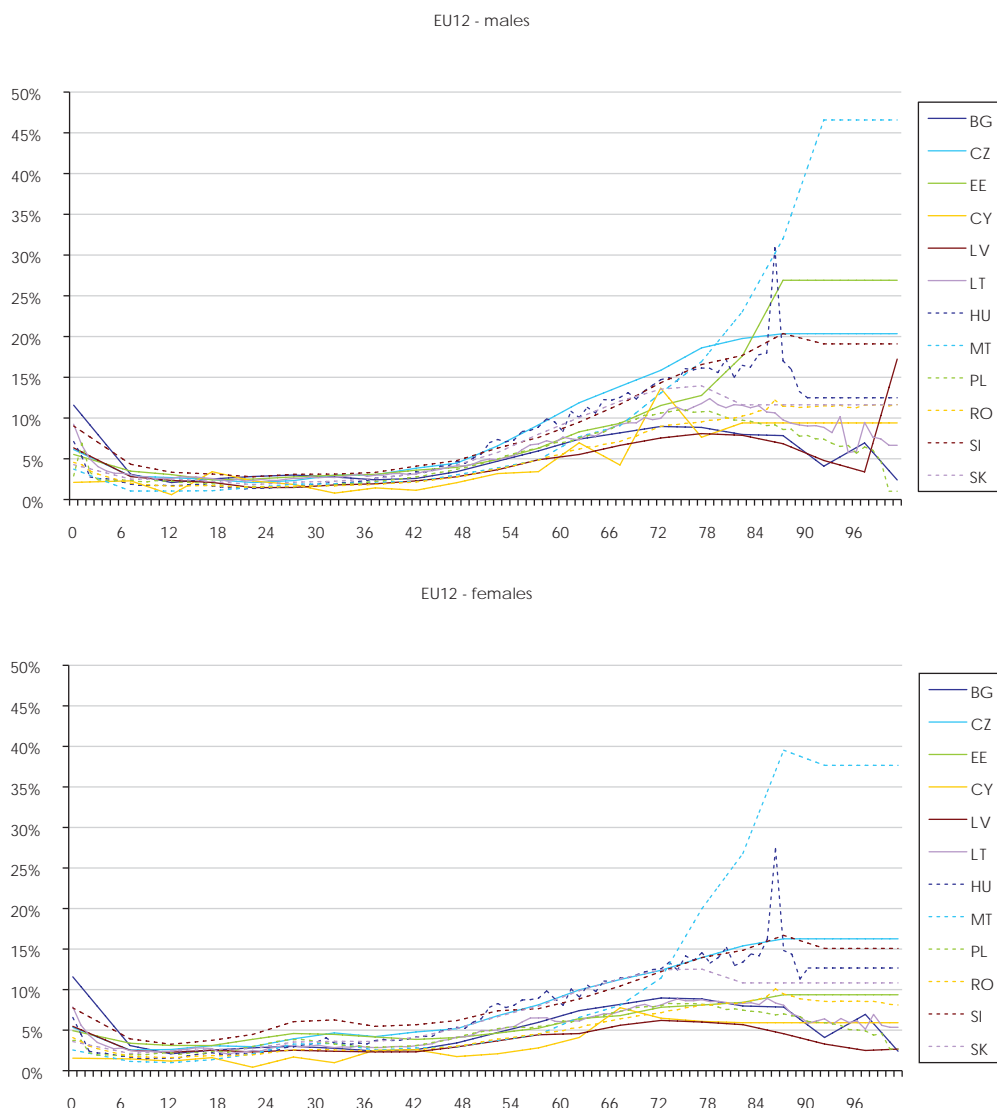 EU12 - males
50%
45%
40%
35%
30%
25%
20%
15%
10%
5%
0%
0 6 12 18 24 30 36 42 48 54 60 66 72 78 84 90 96
BG
CZ
EE
CY
LV
LT
HU
MT
PL
RO
SI
SK
EU12 - females
50%
45%
40%
35%
30%
25%
20%
15%
10%
5%
0%
0 6 12 18 24 30 36 42 48 54 60 66 72 78 84 90 96
BG
CZ
EE
CY
LV
LT
HU
MT
PL
RO
SI
SK